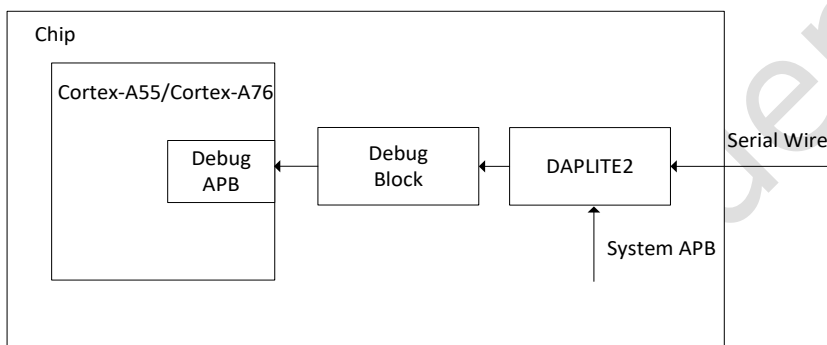 Chip
Cortex-A55/Cortex-A76
Debug
APB
Debug
Block
DAPLITE2
Serial Wire
System APB